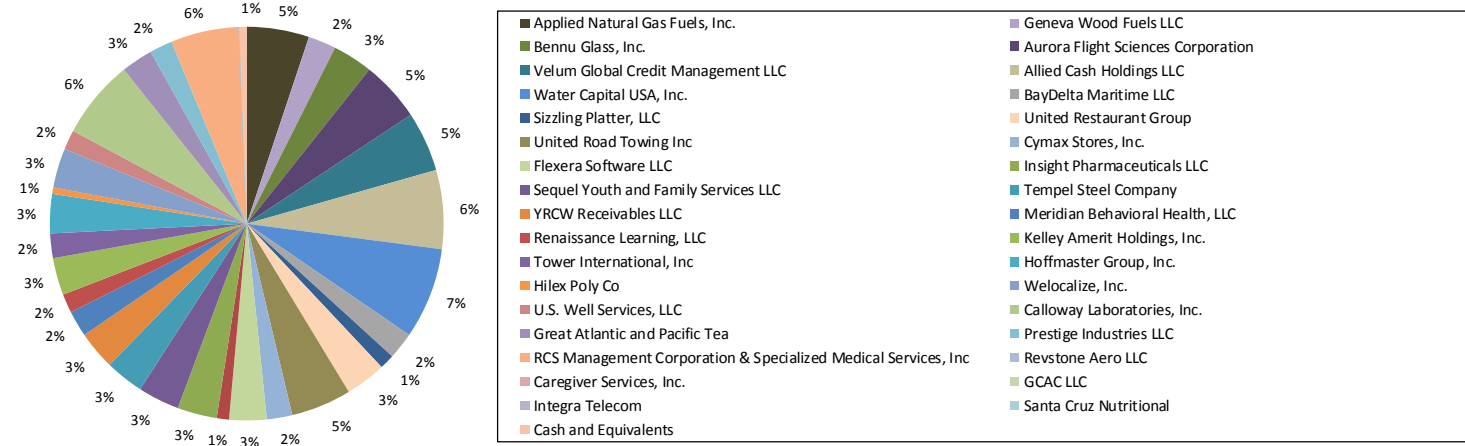 1%
5%
2%
3%
5%
5%
6%
7%
2%
1%
3%
5%
2%
3%
1%
3%
3%
3%
3%
2%
2%
3%
2%
3%
1%
3%
2%
6%
3%
2%
6%
Applied Natural Gas Fuels, Inc. Geneva Wood Fuels LLC
Bennu Glass, Inc. Aurora Flight Sciences Corporation
Velum Global Credit Management LLC Allied Cash Holdings LLC
Water Capital USA, Inc. BayDelta Maritime LLC
Sizzling Platter, LLC United Restaurant Group
United Road Towing Inc Cymax Stores, Inc.
Flexera Software LLC Insight Pharmaceuticals LLC
Sequel Youth and Family Services LLC Tempel Steel Company
YRCW Receivables LLC Meridian Behavioral Health, LLC
Renaissance Learning, LLC Kelley Amerit Holdings, Inc.
Tower International, Inc Hoffmaster Group, Inc.
Hilex Poly Co Welocalize, Inc.
U.S. Well Services, LLC Calloway Laboratories, Inc.
Great Atlantic and Pacific Tea Prestige Industries LLC
RCS Management Corporation & Specialized Medical Services, Inc Revstone Aero LLC
Caregiver Services, Inc. GCAC LLC
Integra Telecom Santa Cruz Nutritional
Cash and Equivalents